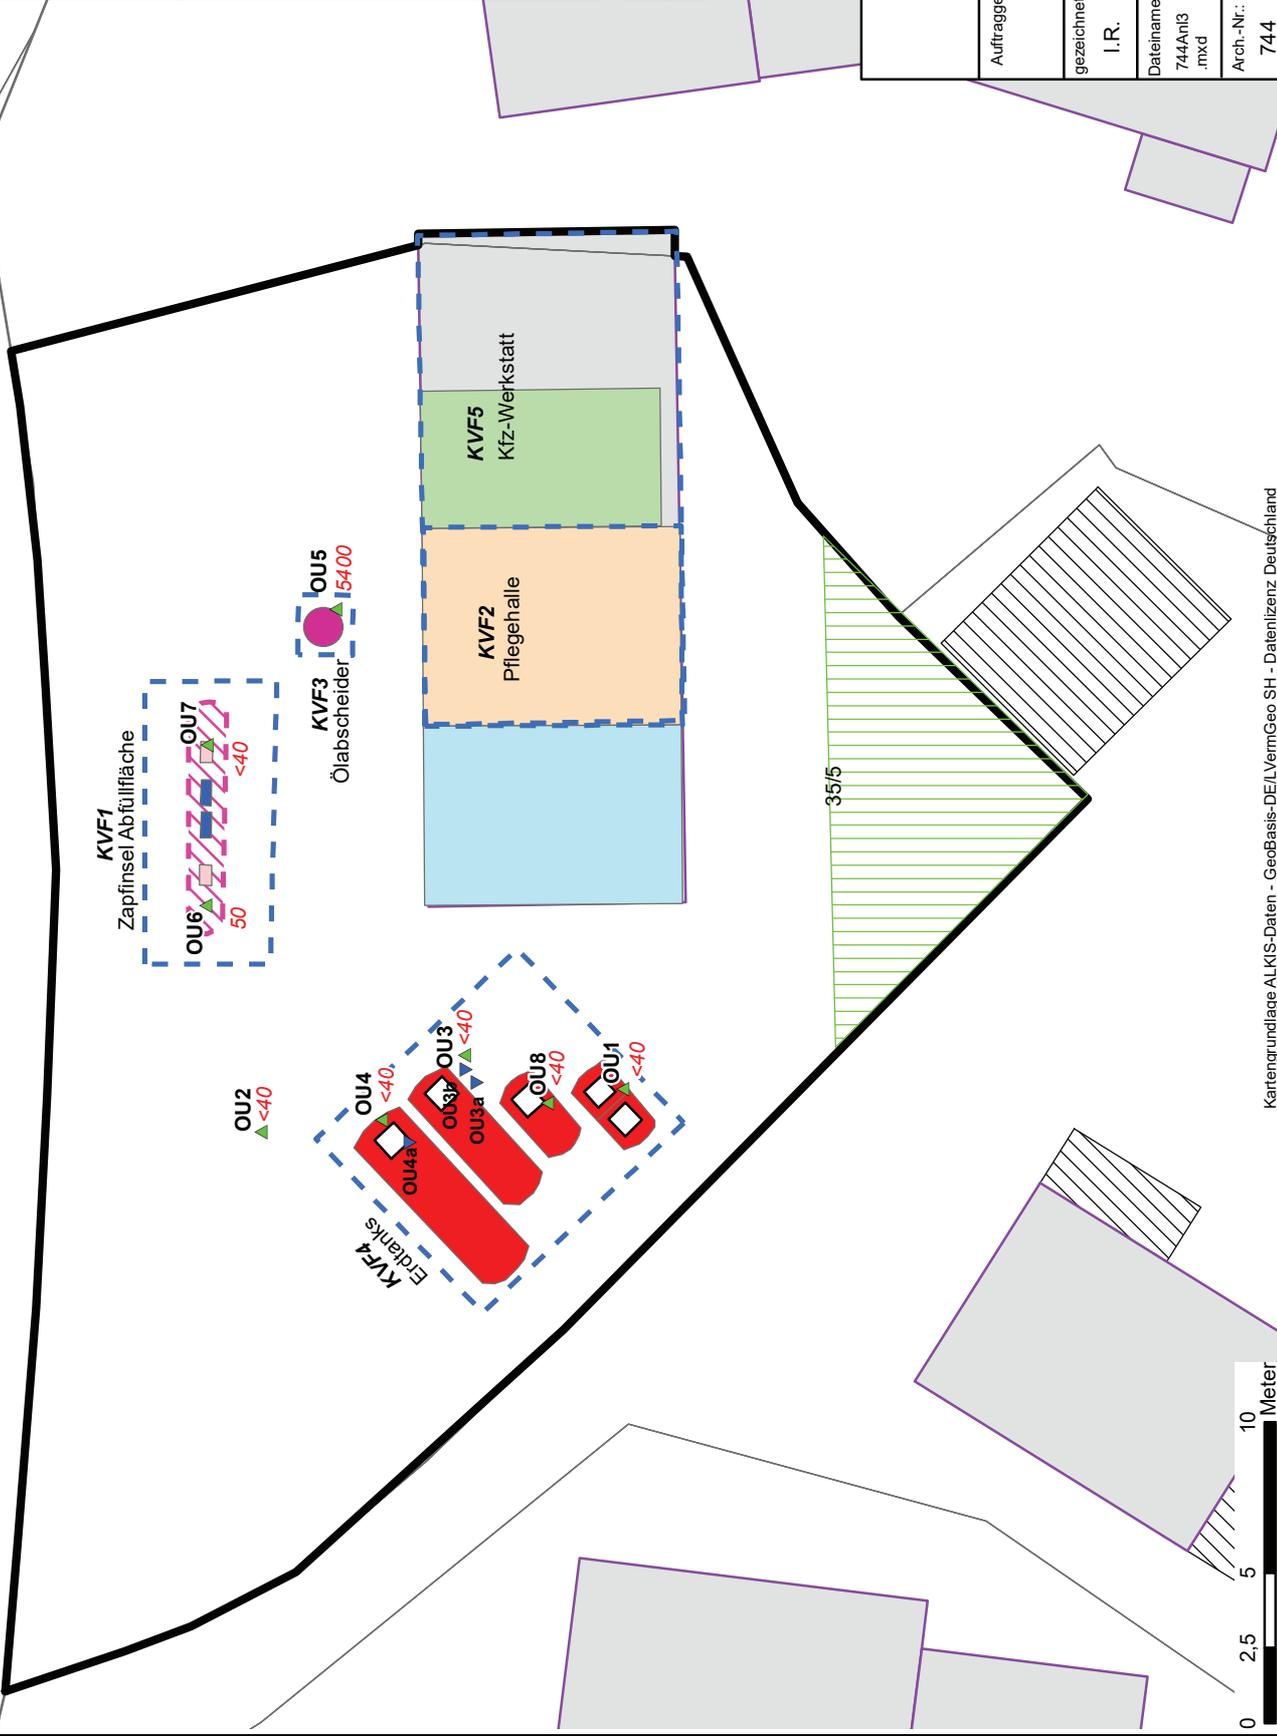 KVF1
Zapfinsel Abfüllfläche
OU6
50
OU7
<40
KVF3
Ölabscheider
OU5
5400
OU2
<40
KVF4
Erdtanks
OU4
<40
OU4a
OU3
<40
OU3b
OU3a
OU8
<40
OU1
<40
KVF2
Pflegehalle
KVF5
Kfz-Werkstatt
35/5
0
2,5
5
10
Meter
Kartengrundlage ALKIS-Daten - GeoBasis-DE/LVermGeo SH - Datenlizenz Deutschland
Auftragge
gezeichnet
I.R.
Dateiname
744Anl3
.mxd
Arch.-Nr.:
744